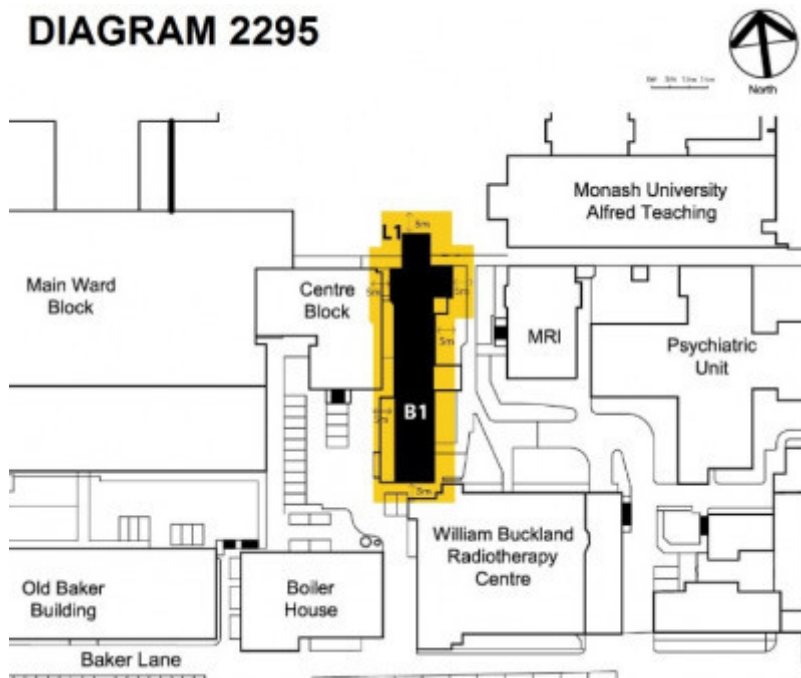 DIAGRAM 2295
North
Monash University
Alfred Teaching
L1
5m
Main Ward
Block
Centre
Block
5m
5m
5m
MRI
Psychiatric
Unit
B1
5m
William Buckland
Radiotherapy
Centre
Old Baker
Building
Boiler
House
Baker Lane